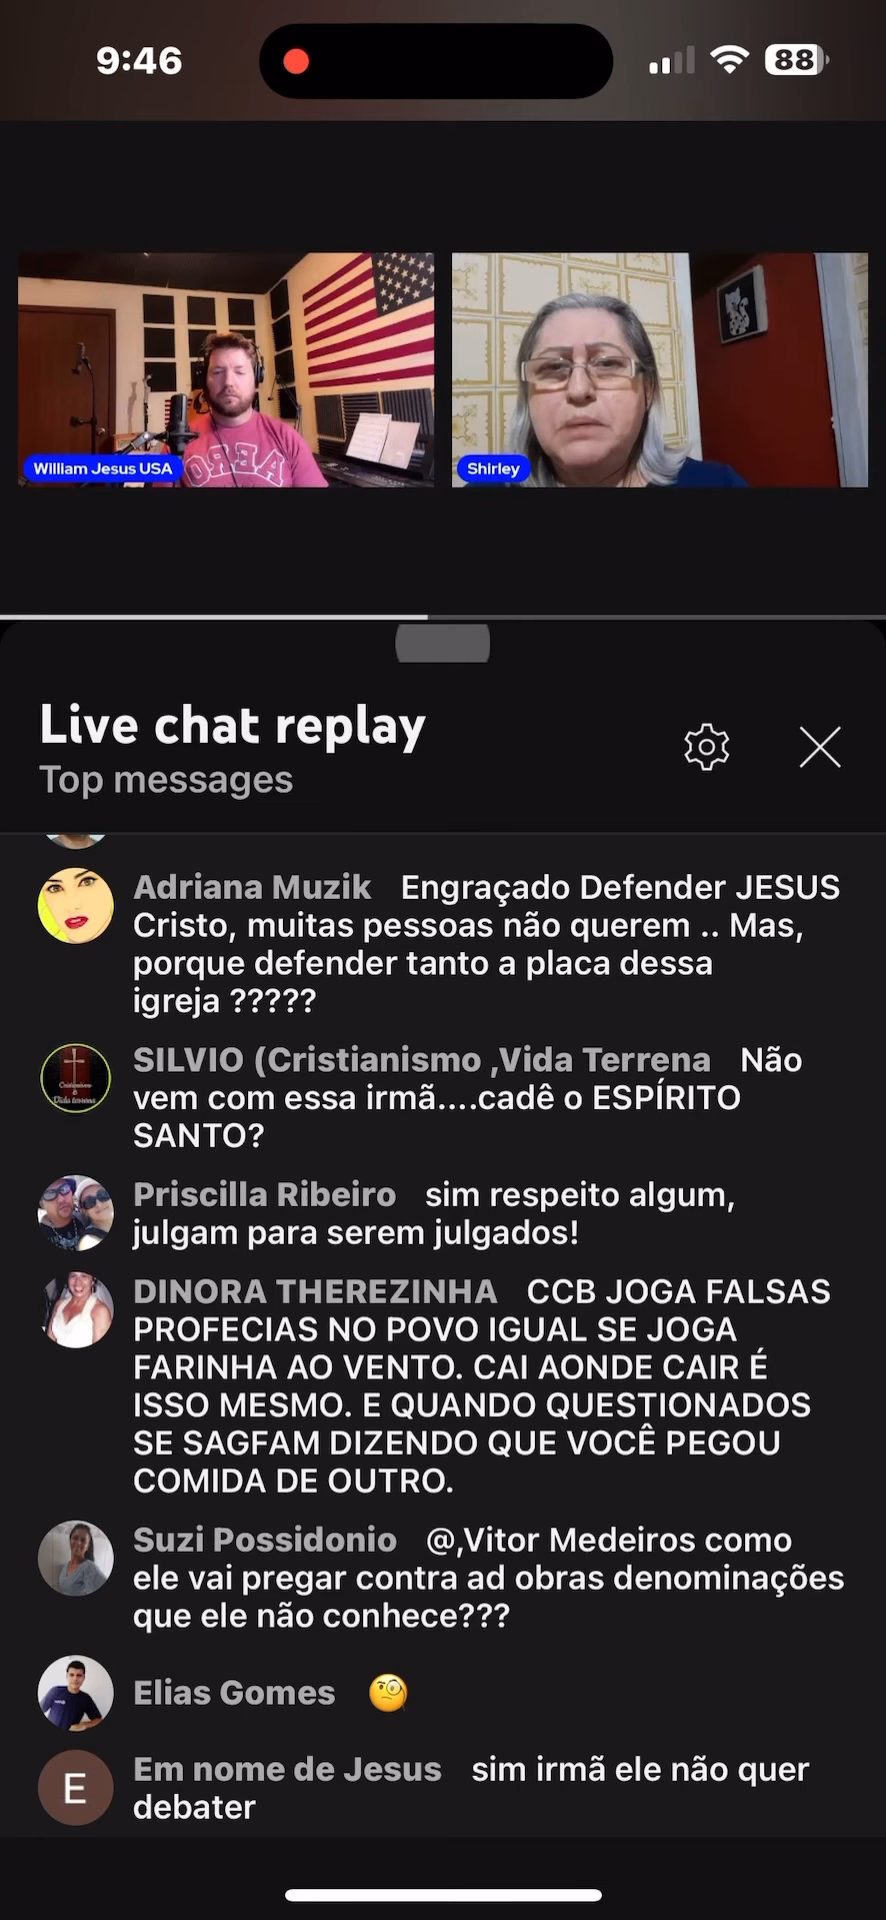 9:46
88
AERO
William Jesus USA
Shirley
Live chat replay
Top messages
Adriana Muzik Engraçado Defender JESUS
Cristo, muitas pessoas não querem .. Mas,
porque defender tanto a placa dessa
igreja ?????
SILVIO (Cristianismo ,Vida Terrena Não
vem com essa irmã....cadê o ESPÍRITO
SANTO?
Priscilla Ribeiro sim respeito algum,
julgam para serem julgados!
DINORA THEREZINHA CCB JOGA FALSAS
PROFECIAS NO POVO IGUAL SE JOGA
FARINHA AO VENTO. CAI AONDE CAIR É
ISSO MESMO. E QUANDO QUESTIONADOS
SE SAGFAM DIZENDO QUE VOCÊ PEGOU
COMIDA DE OUTRO.
Suzi Possidonio @,Vitor Medeiros como
ele vai pregar contra ad obras denominações
que ele não conhece???
Elias Gomes 🧐
E
Em nome de Jesus sim irmã ele não quer
debater